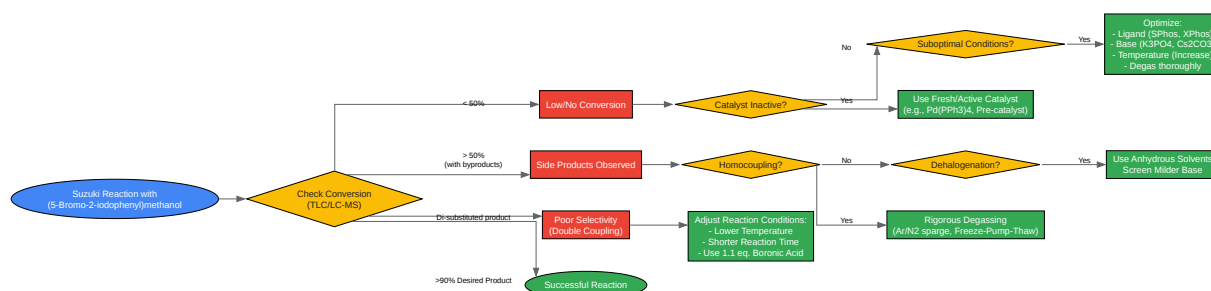 Optimize:
- Ligand (SPhos, XPhos)
- Base (K3PO4, Cs2CO3
- Temperature (Increase)
- Degas thoroughly
Suboptimal Conditions?
Yes
No
< 50%
Low/No Conversion
Catalyst Inactive?
Yes
Use Fresh/Active Catalyst
(e.g., Pd(PPh3)4, Pre-catalyst)
> 50%
(with byproducts)
Side Products Observed
Homocoupling?
No
Dehalogenation?
Yes
Use Anhydrous Solvents
Screen Milder Base
Suzuki Reaction with
(5-Bromo-2-iodophenyl)methanol
Check Conversion
(TLC/LC-MS)
Di-substituted product
Poor Selectivity
(Double Coupling)
Adjust Reaction Conditions:
- Lower Temperature
- Shorter Reaction Time
- Use 1.1 eq. Boronic Acid
Yes
Rigorous Degassing
(Ar/N2 sparge, Freeze-Pump-Thaw)
>90% Desired Product
Successful Reaction